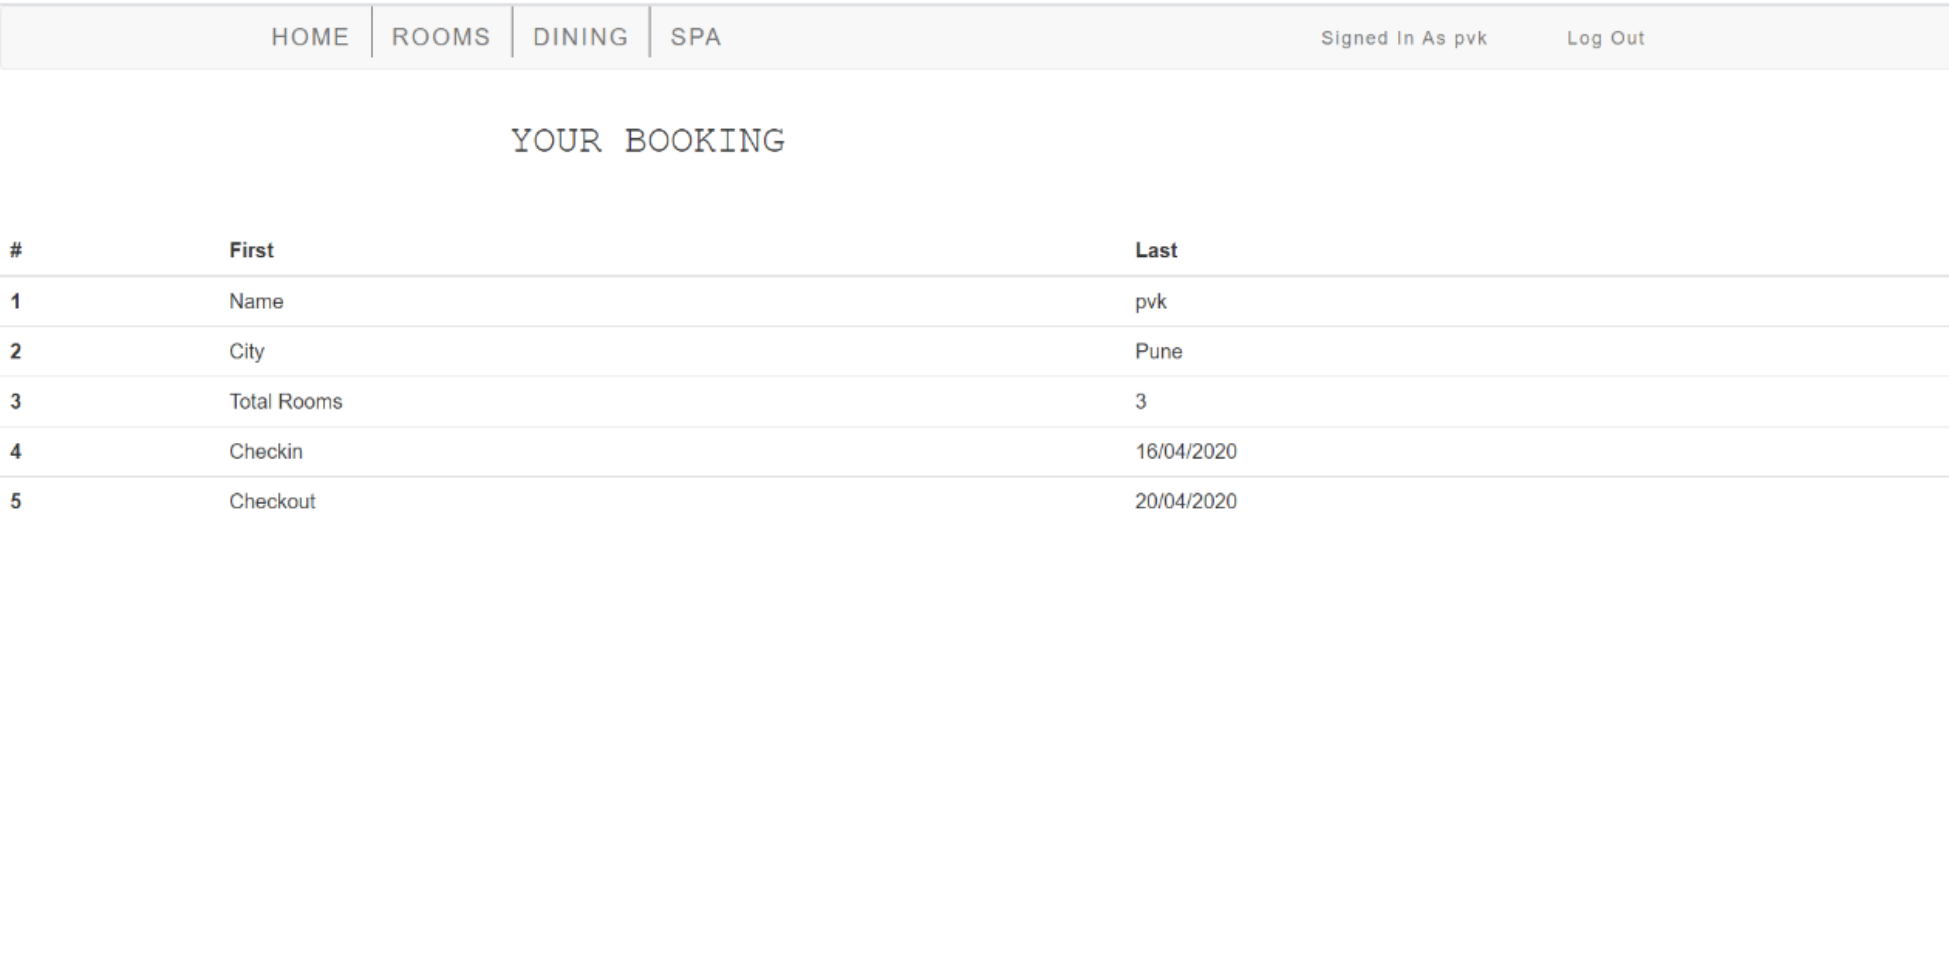 HOME ROOMS DINING SPA Signed In As pvk Log Out
YOUR BOOKING
# First Last
1 Name pvk
2 City Pune
3 Total Rooms 3
4 Checkin 16/04/2020
5 Checkout 20/04/2020